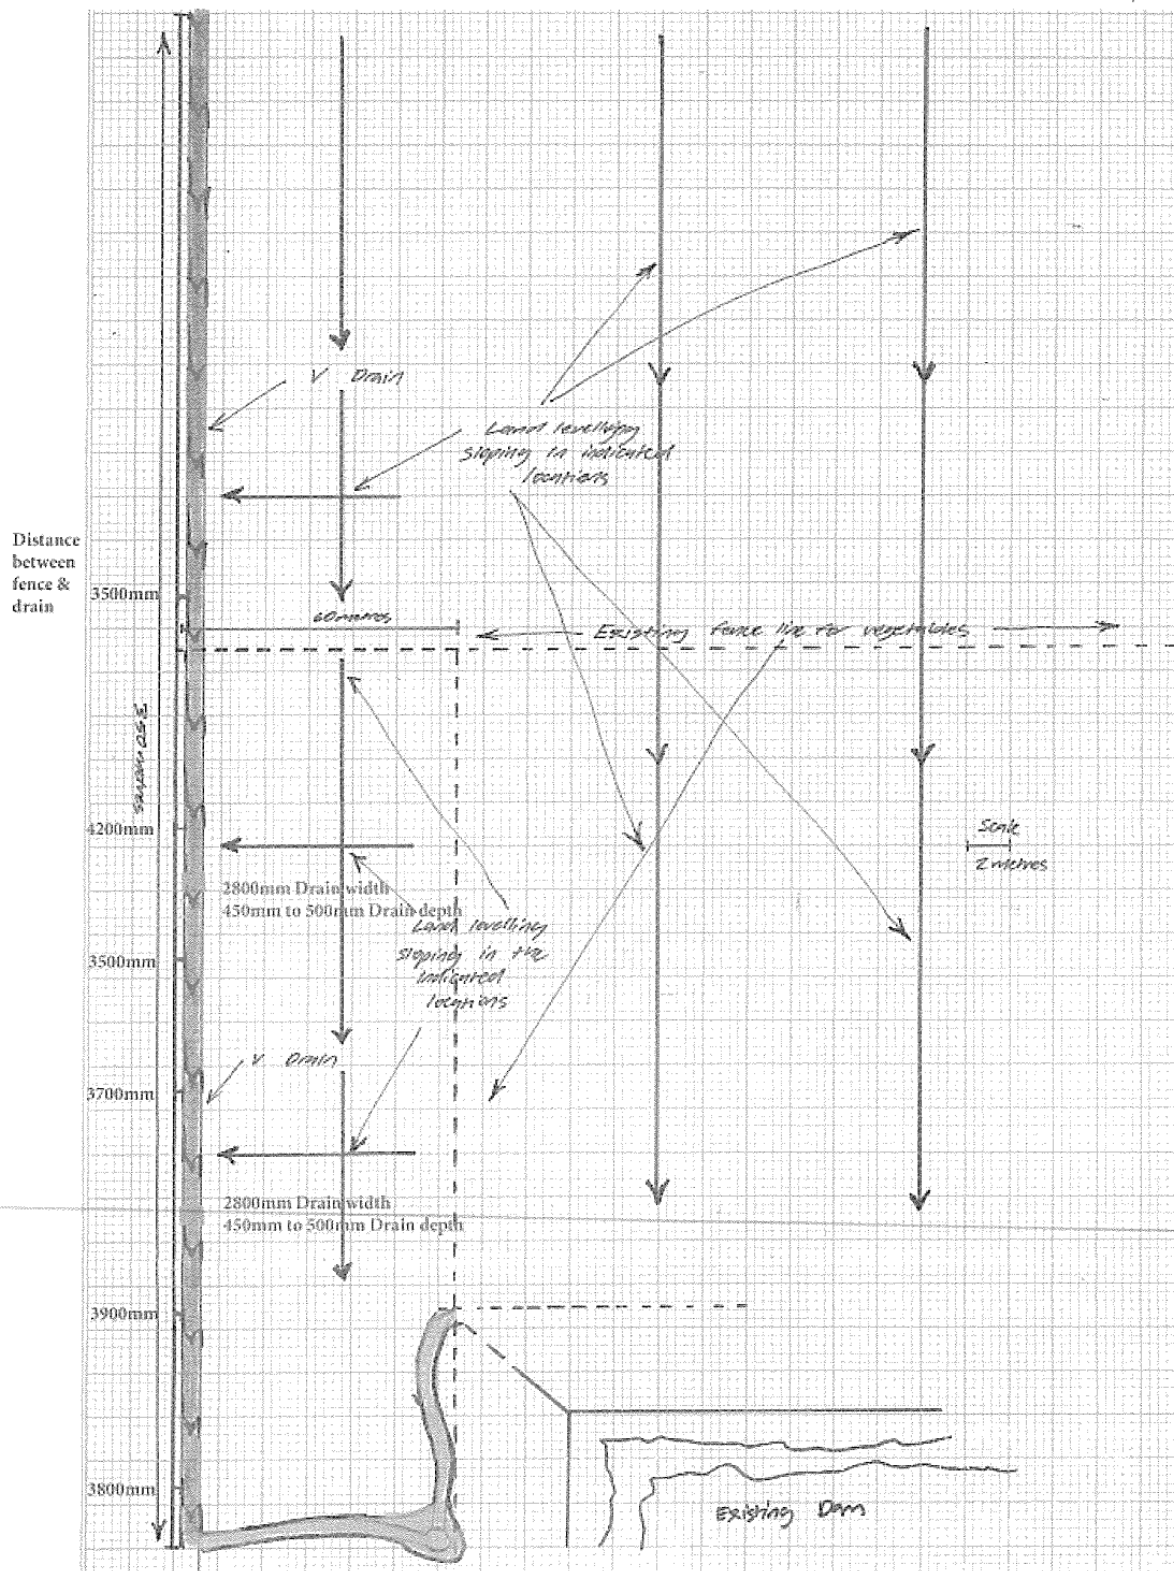 V Drain
Land levelling
sloping in indicated
locations
Distance
between
fence &
drain
3500mm
60 metres
Existing fence line for vegetables
350 metres
4200mm
Scale
2 metres
2800mm Drain width
450mm to 500mm Drain depth
Land levelling
sloping in the
indicated
locations
3500mm
V Drain
3700mm
2800mm Drain width
450mm to 500mm Drain depth
3900mm
3800mm
Existing Dam